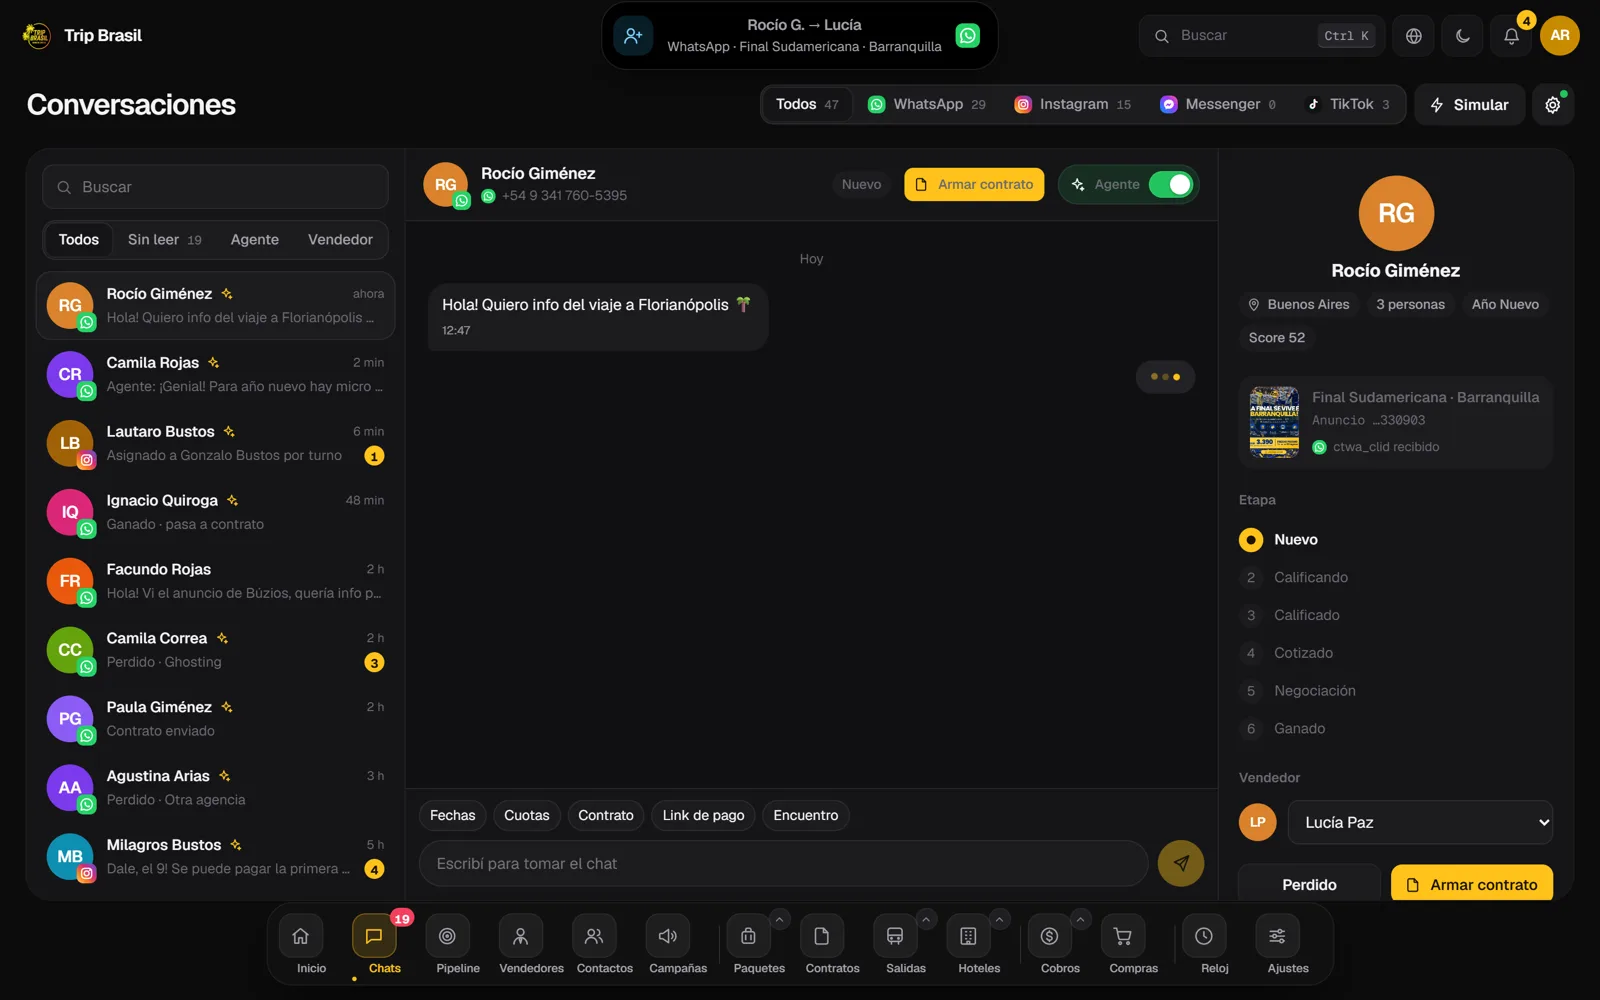 Trip Brasil
Rocío G. → Lucía
WhatsApp · Final Sudamericana · Barranquilla
Buscar
Ctrl K
4
AR
Conversaciones
Todos 47
WhatsApp 29
Instagram 15
Messenger 0
TikTok 3
Simular
Buscar
Todos
Sin leer 19
Agente
Vendedor
RG
Rocío Giménez
ahora
Hola! Quiero info del viaje a Florianópolis ...
CR
Camila Rojas
2 min
Agente: ¡Genial! Para año nuevo hay micro ...
LB
Lautaro Bustos
6 min
Asignado a Gonzalo Bustos por turno
1
IQ
Ignacio Quiroga
48 min
Ganado · pasa a contrato
FR
Facundo Rojas
2 h
Hola! Vi el anuncio de Búzios, quería info p...
CC
Camila Correa
2 h
Perdido · Ghosting
3
PG
Paula Giménez
2 h
Contrato enviado
AA
Agustina Arias
3 h
Perdido · Otra agencia
MB
Milagros Bustos
5 h
Dale, el 9! Se puede pagar la primera ...
4
RG
Rocío Giménez
+54 9 341 760-5395
Nuevo
Armar contrato
Agente
Hoy
Hola! Quiero info del viaje a Florianópolis 🌴
12:47
Fechas
Cuotas
Contrato
Link de pago
Encuentro
Escribí para tomar el chat
RG
Rocío Giménez
Buenos Aires
3 personas
Año Nuevo
Score 52
A FINAL SE VIVE E
BARRANQUILLA!
3.390
Final Sudamericana · Barranquilla
Anuncio …330903
ctwa_clid recibido
Etapa
Nuevo
2 Calificando
3 Calificado
4 Cotizado
5 Negociación
6 Ganado
Vendedor
LP
Lucía Paz
Perdido
Armar contrato
Inicio
19
Chats
Pipeline
Vendedores
Contactos
Campañas
Paquetes
Contratos
Salidas
Hoteles
Cobros
Compras
Reloj
Ajustes